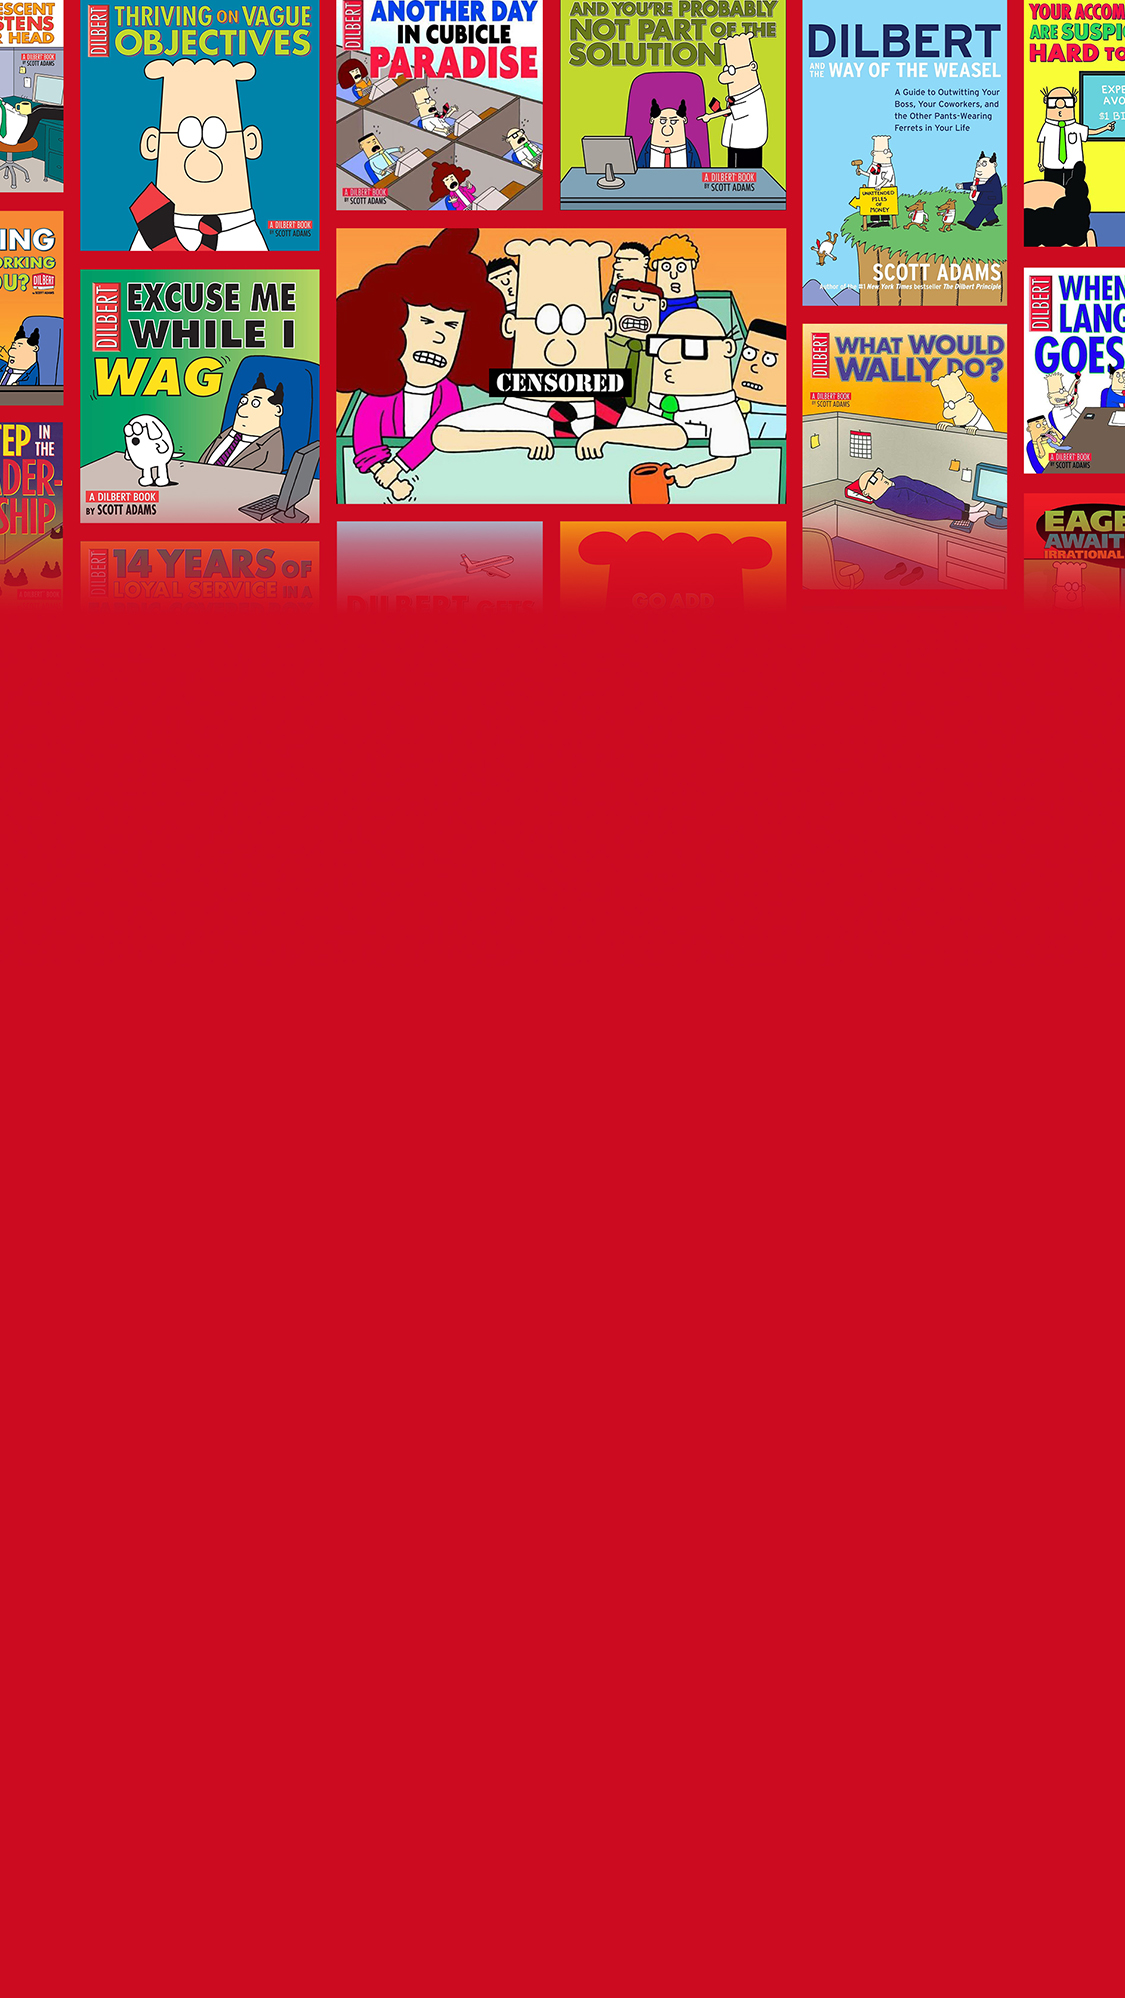 ESCENT
STENS
R HEAD
A DILBERT BOOK
BY SCOTT ADAMS
DILBERT
THRIVING ON VAGUE
OBJECTIVES
A DILBERT BOOK
BY SCOTT ADAMS
DILBERT
ANOTHER DAY
IN CUBICLE
PARADISE
A DILBERT BOOK
BY SCOTT ADAMS
AND YOU'RE PROBABLY
NOT PART OF THE
SOLUTION
A DILBERT BOOK
BY SCOTT ADAMS
DILBERT
AND THE WAY OF THE WEASEL
A Guide to Outwitting Your
Boss, Your Coworkers, and
the Other Pants-Wearing
Ferrets in Your Life
UNATTENDED
PILES OF
MONEY
SCOTT ADAMS
Author of the #1 New York Times bestseller The Dilbert Principle
YOUR ACCOM
ARE SUSPI
HARD TO
EXPE
AVO
$1 BI
ING
ORKING
OU?
DILBERT
BY SCOTT ADAMS
DILBERT
EXCUSE ME
WHILE I
WAG
A DILBERT BOOK
BY SCOTT ADAMS
CENSORED
DILBERT
WHAT WOULD
WALLY DO?
A DILBERT BOOK
BY SCOTT ADAMS
DILBERT
WHEN
LANG
GOES
A DILBERT BOOK
BY SCOTT ADAMS
TEP IN
THE
ADER-
SHIP
DILBERT
14 YEARS OF
LOYAL SERVICE IN A
DILBERT GETS
GO ADD
EAGE
AWAIT
IRRATIONAL